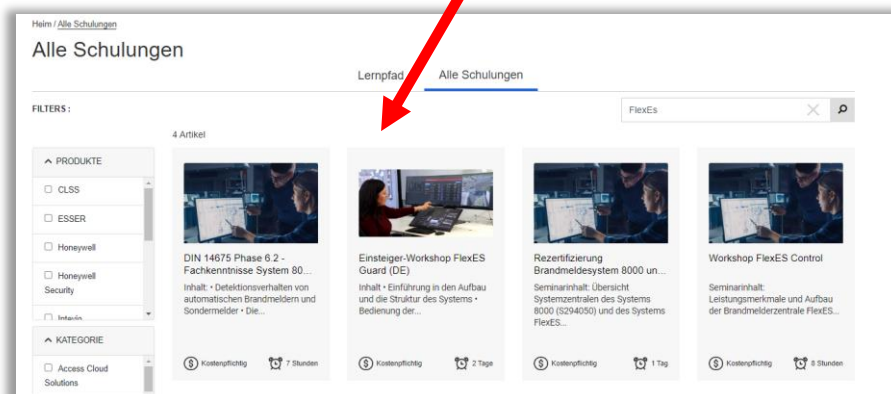 Heim / Alle Schulungen
Alle Schulungen
Lernpfad
Alle Schulungen
FILTERS :
FlexEs
4 Artikel
PRODUKTE
CLSS
ESSER
Honeywell
Honeywell
Security
KATEGORIE
Access Cloud
Solutions
DIN 14675 Phase 6.2 -
Fachkenntnisse System 80...
Inhalt: • Detektionsverhalten von
automatischen Brandmeldern und
Sondermelder • Die...
Kostenpflichtig
7 Stunden
Einsteiger-Workshop FlexES
Guard (DE)
Inhalt • Einführung in den Aufbau
und die Struktur des Systems •
Bedienung der...
Kostenpflichtig
2 Tage
Rezertifizierung
Brandmeldesystem 8000 un...
Seminarinhalt: Übersicht
Systemzentralen des Systems
8000 (S294050) und des Systems
FlexES...
Kostenpflichtig
1 Tag
Workshop FlexES Control
Seminarinhalt:
Leistungsmerkmale und Aufbau
der Brandmelderzentrale FlexES...
Kostenpflichtig
8 Stunden